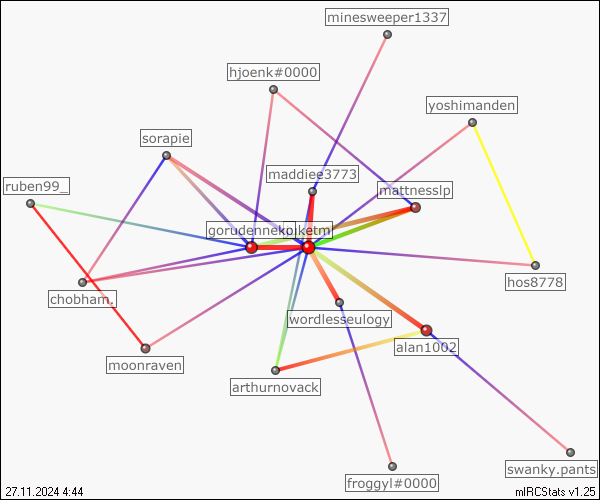 minesweeper1337
hjoenk#0000
yoshimanden
sorapie
maddiee3773
ruben99_
mattnesslp
gorudenneko
ketm
hos8778
chobham.
wordlesseulogy
alan1002
moonraven
arthurnovack
swanky.pants
froggyl#0000
27.11.2024 4:44
mIRCStats v1.25